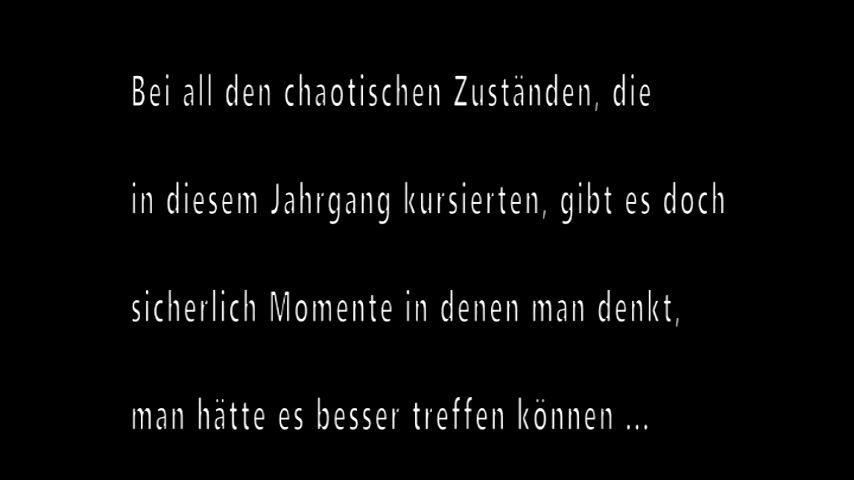 Bei all den chaotischen Zuständen, die
in diesem Jahrgang kursierten, gibt es doch
sicherlich Momente in denen man denkt,
man hätte es besser treffen können ...